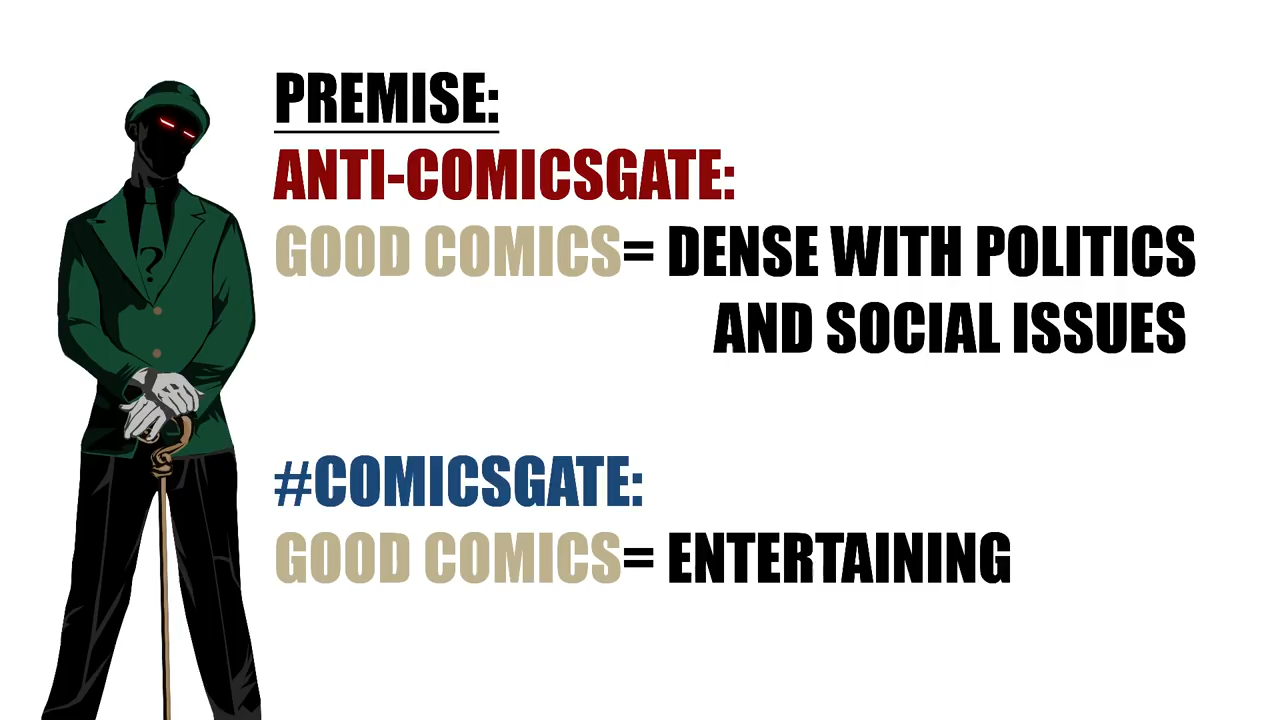 PREMISE:
ANTI-COMICSGATE:
GOOD COMICS= DENSE WITH POLITICS
AND SOCIAL ISSUES
#COMICSGATE:
GOOD COMICS= ENTERTAINING
?